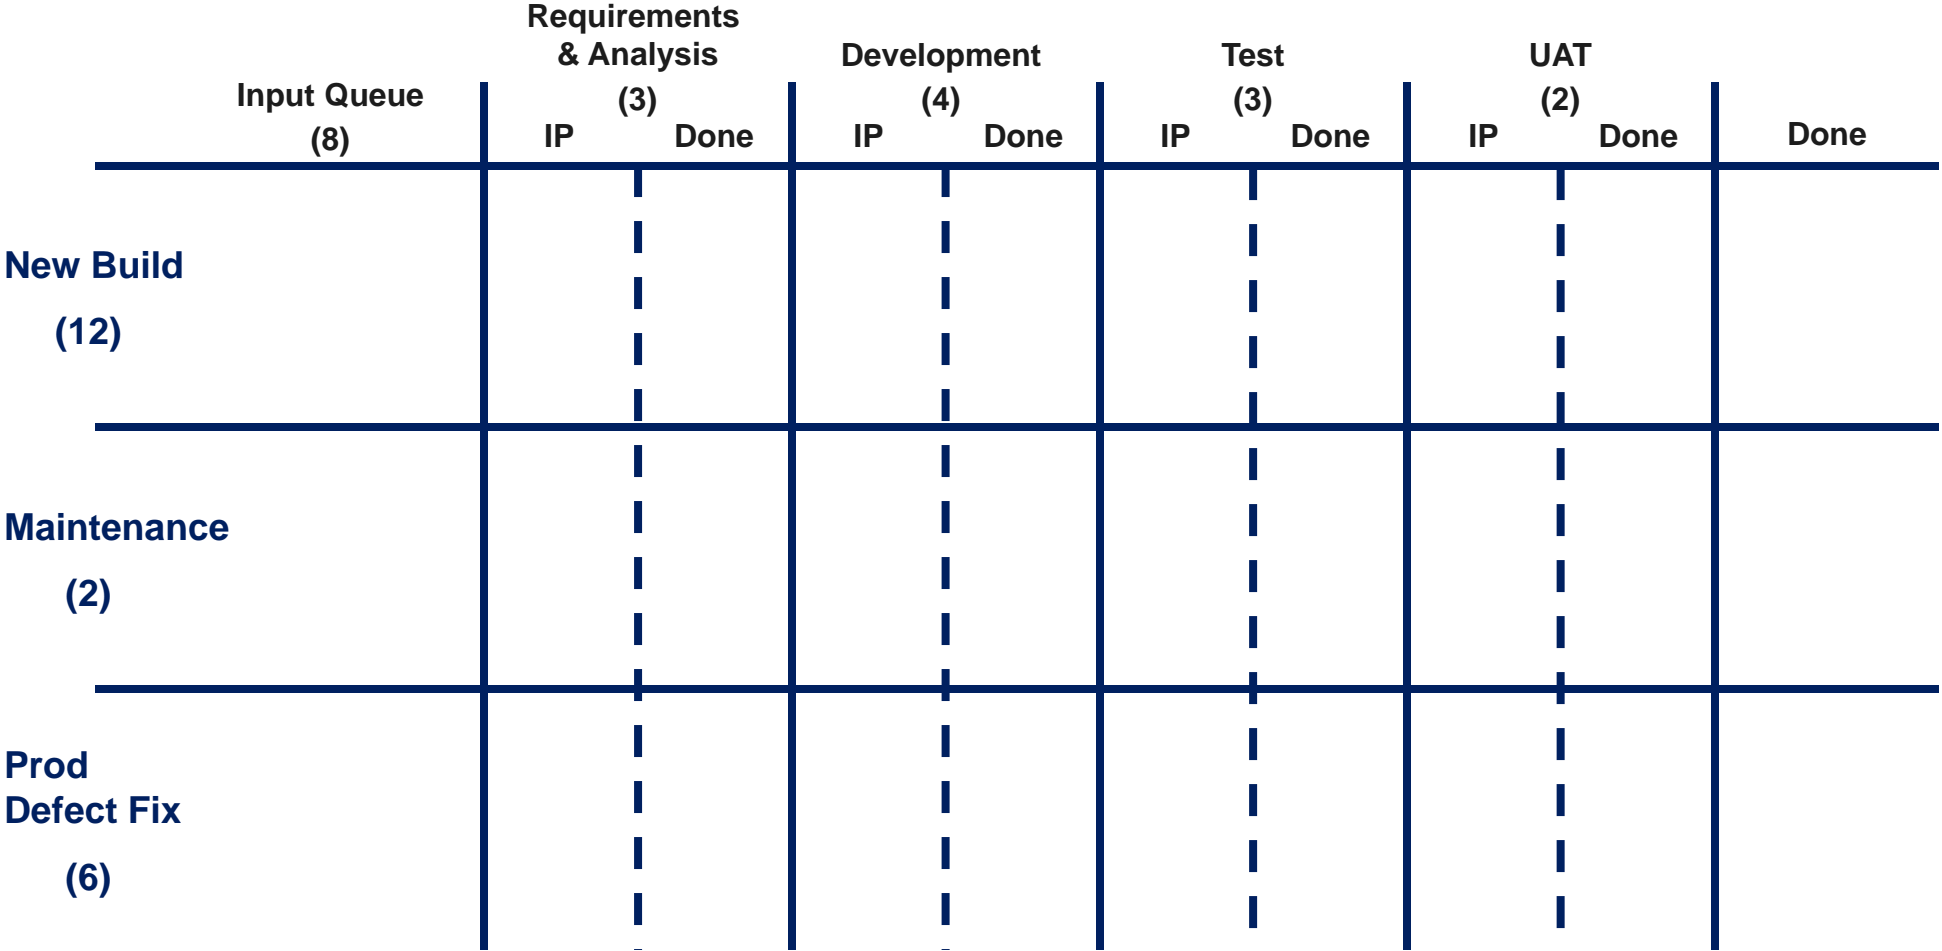 Requirements
& Analysis
Development
Test
UAT
Input Queue
(3)
(4)
(3)
(2)
(8)
IP Done
IP Done
IP Done
IP Done
Done
New Build
(12)
Maintenance
(2)
Prod
Defect Fix
(6)